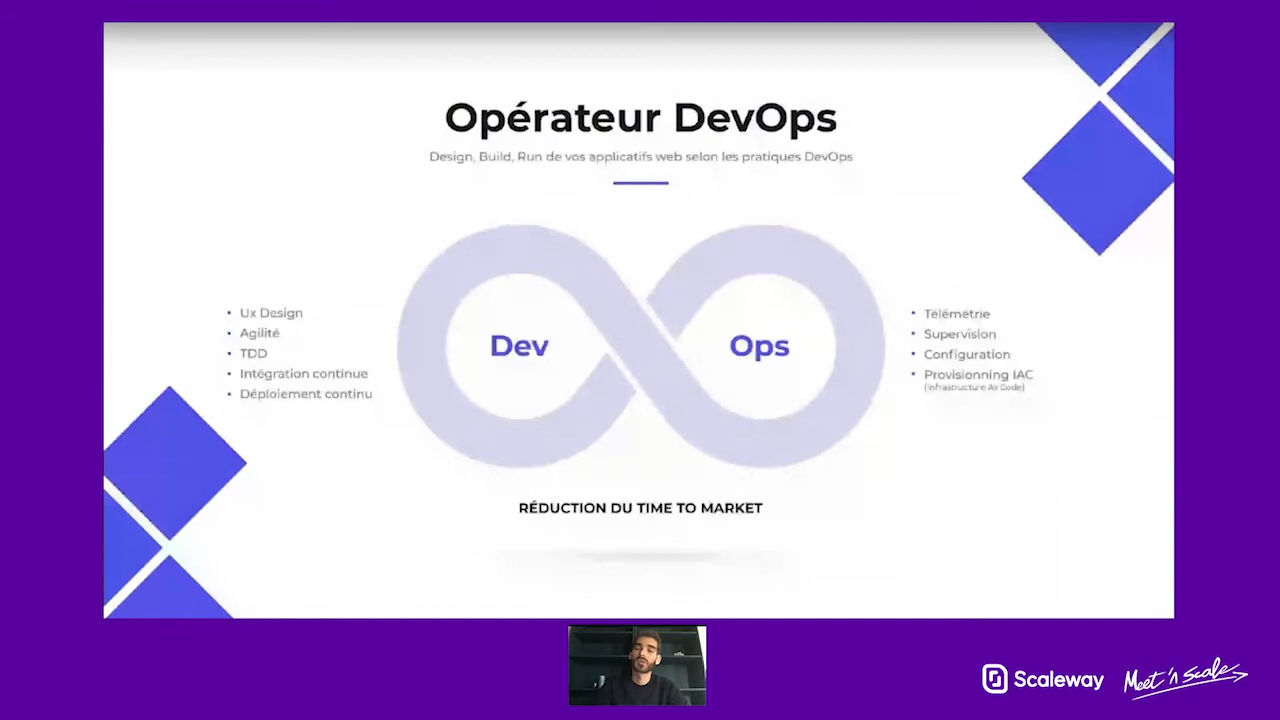 Opérateur DevOps
Design, Build, Run de vos applicatifs web selon les pratiques DevOps
Dev
Ops
• Ux Design
• Agilité
• TDD
• Intégration continue
• Déploiement continu
• Télémétrie
• Supervision
• Configuration
• Provisionning IAC
(Infrastructure As Code)
RÉDUCTION DU TIME TO MARKET
Scaleway
Meet 'n Scale